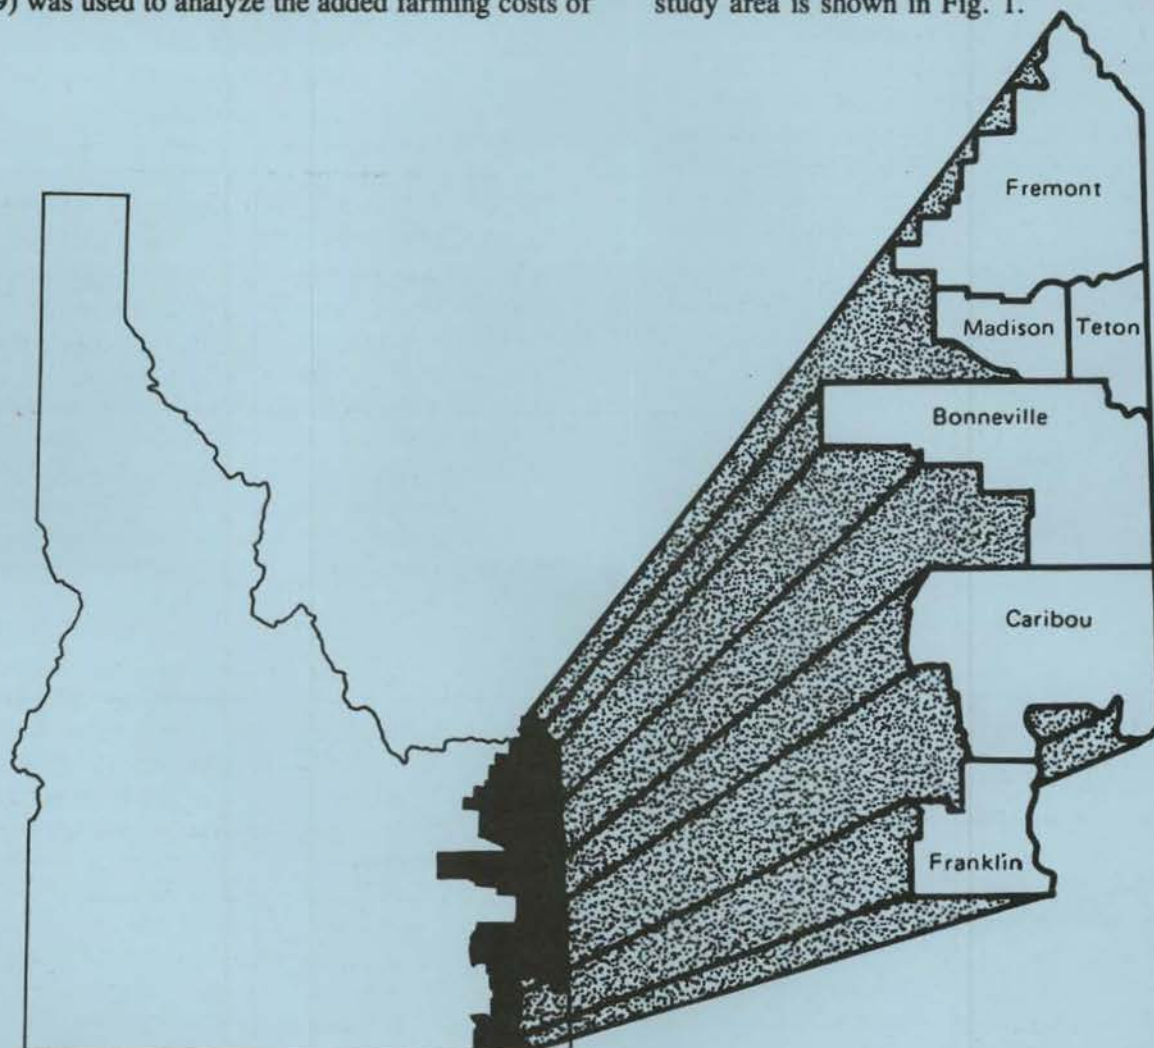 9) was used to analyze the added farming costs of
study area is shown in Fig. 1.
Fremont
Madison
Teton
Bonneville
Caribou
Franklin